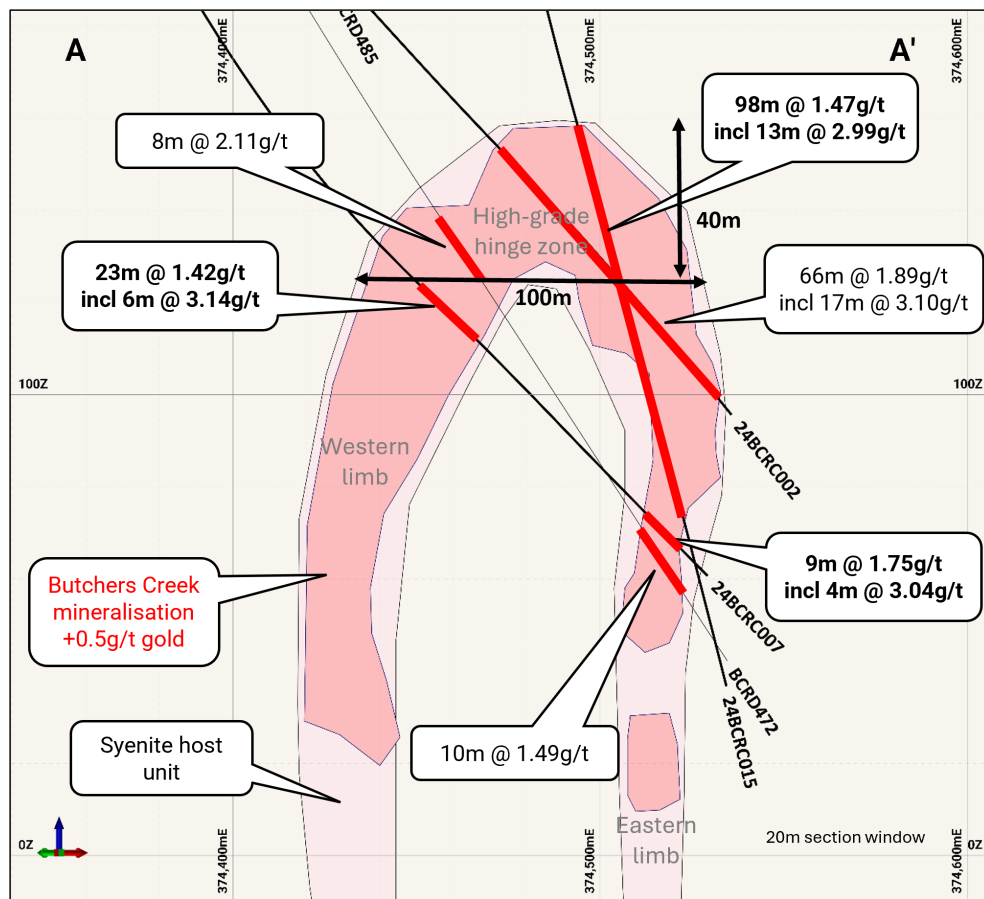 A
A'
374,400mE
374,500mE
374,600mE
CRD485
98m @ 1.47g/t
incl 13m @ 2.99g/t
8m @ 2.11g/t
High-grade
hinge zone
40m
23m @ 1.42g/t
incl 6m @ 3.14g/t
66m @ 1.89g/t
incl 17m @ 3.10g/t
100m
100Z
100Z
Western
limb
24BCRC002
Butchers Creek
mineralisation
+0.5g/t gold
9m @ 1.75g/t
incl 4m @ 3.04g/t
24BCRC007
BCRD472
24BCRC015
10m @ 1.49g/t
Syenite host
unit
Eastern
limb
20m section window
0Z
0Z
374,400mE
374,500mE
374,600mE